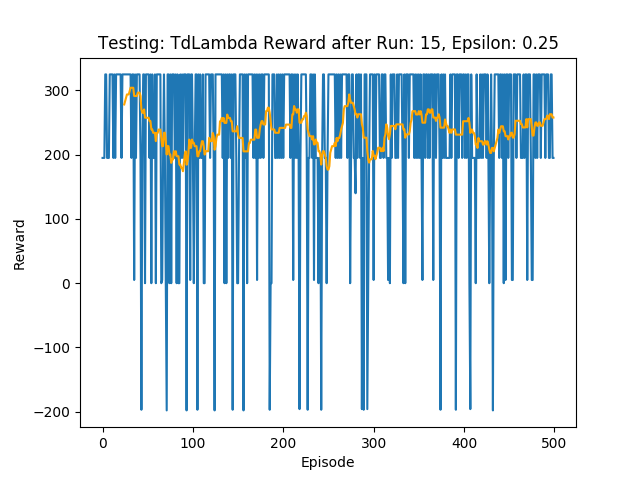 Testing: TdLambda Reward after Run: 15, Epsilon: 0.25
300
200
100
0
−100
−200
Reward
0 100 200 300 400 500
Episode